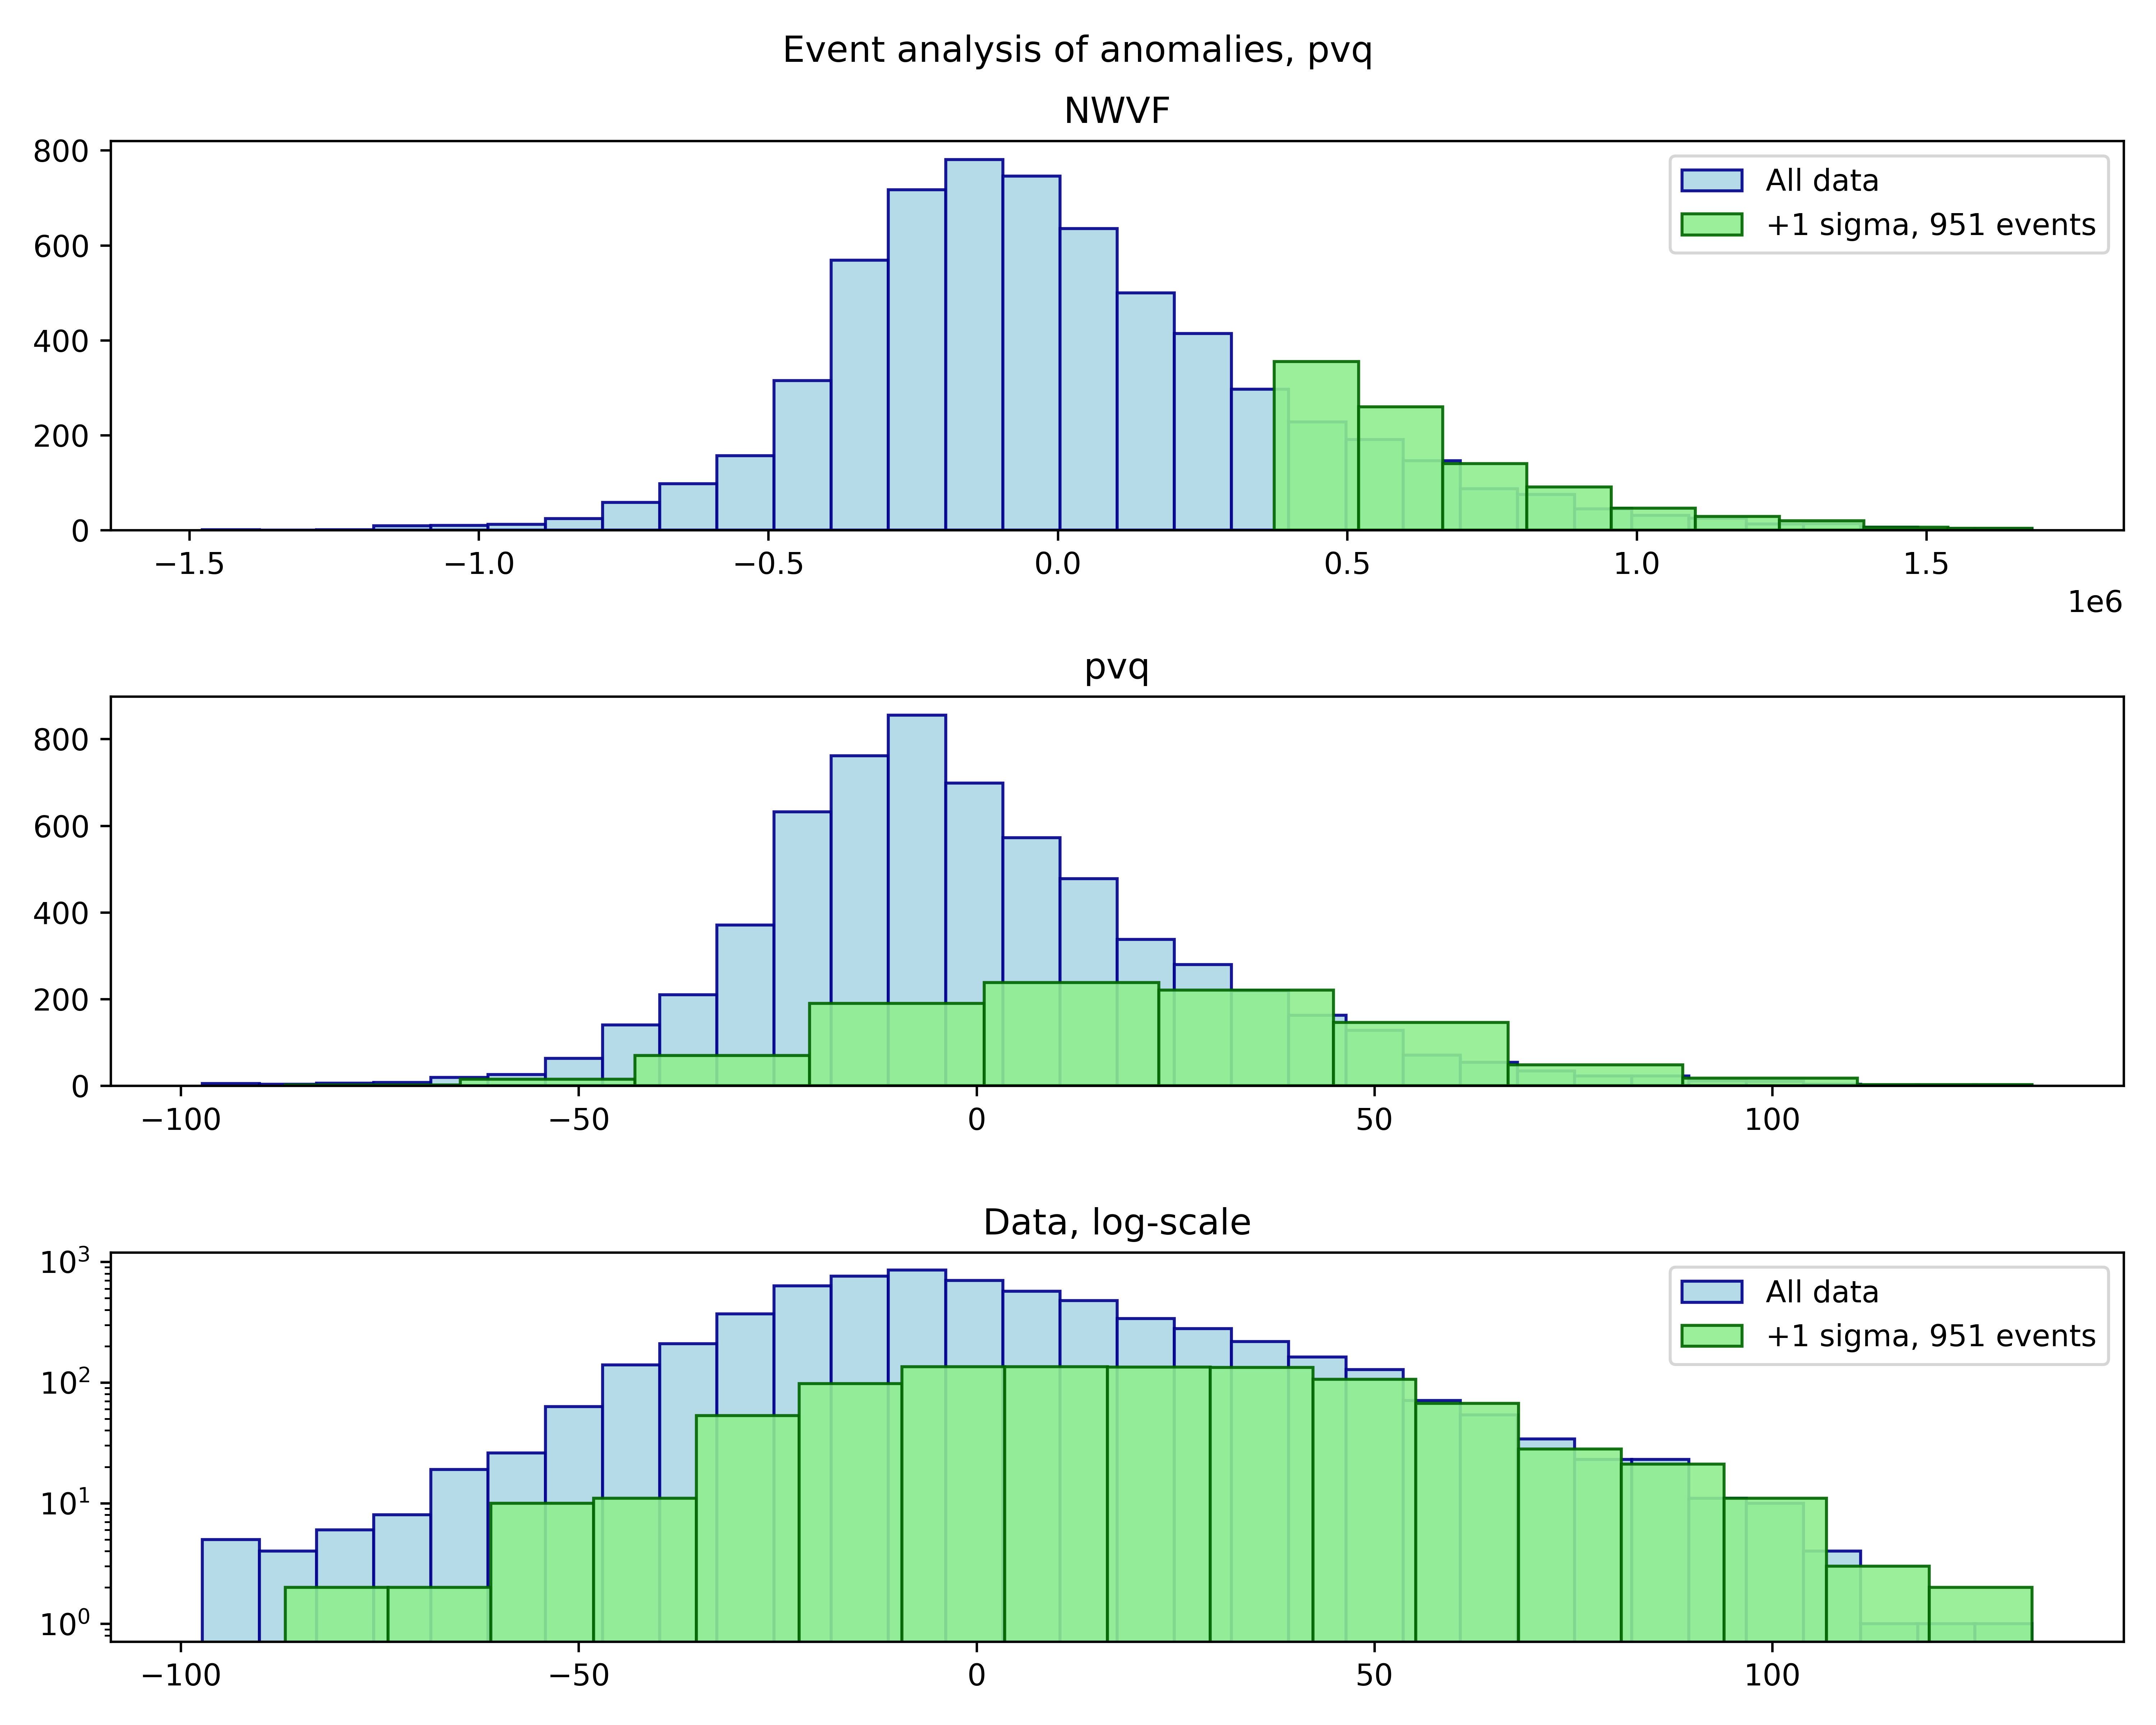 Event analysis of anomalies, pvq
NWVF
800
600
400
200
0
All data
+1 sigma, 951 events
−1.5 −1.0 −0.5 0.0 0.5 1.0 1.5
1e6
pvq
800
600
400
200
0
−100 −50 0 50 100
Data, log-scale
10³
10²
10¹
10⁰
All data
+1 sigma, 951 events
−100 −50 0 50 100